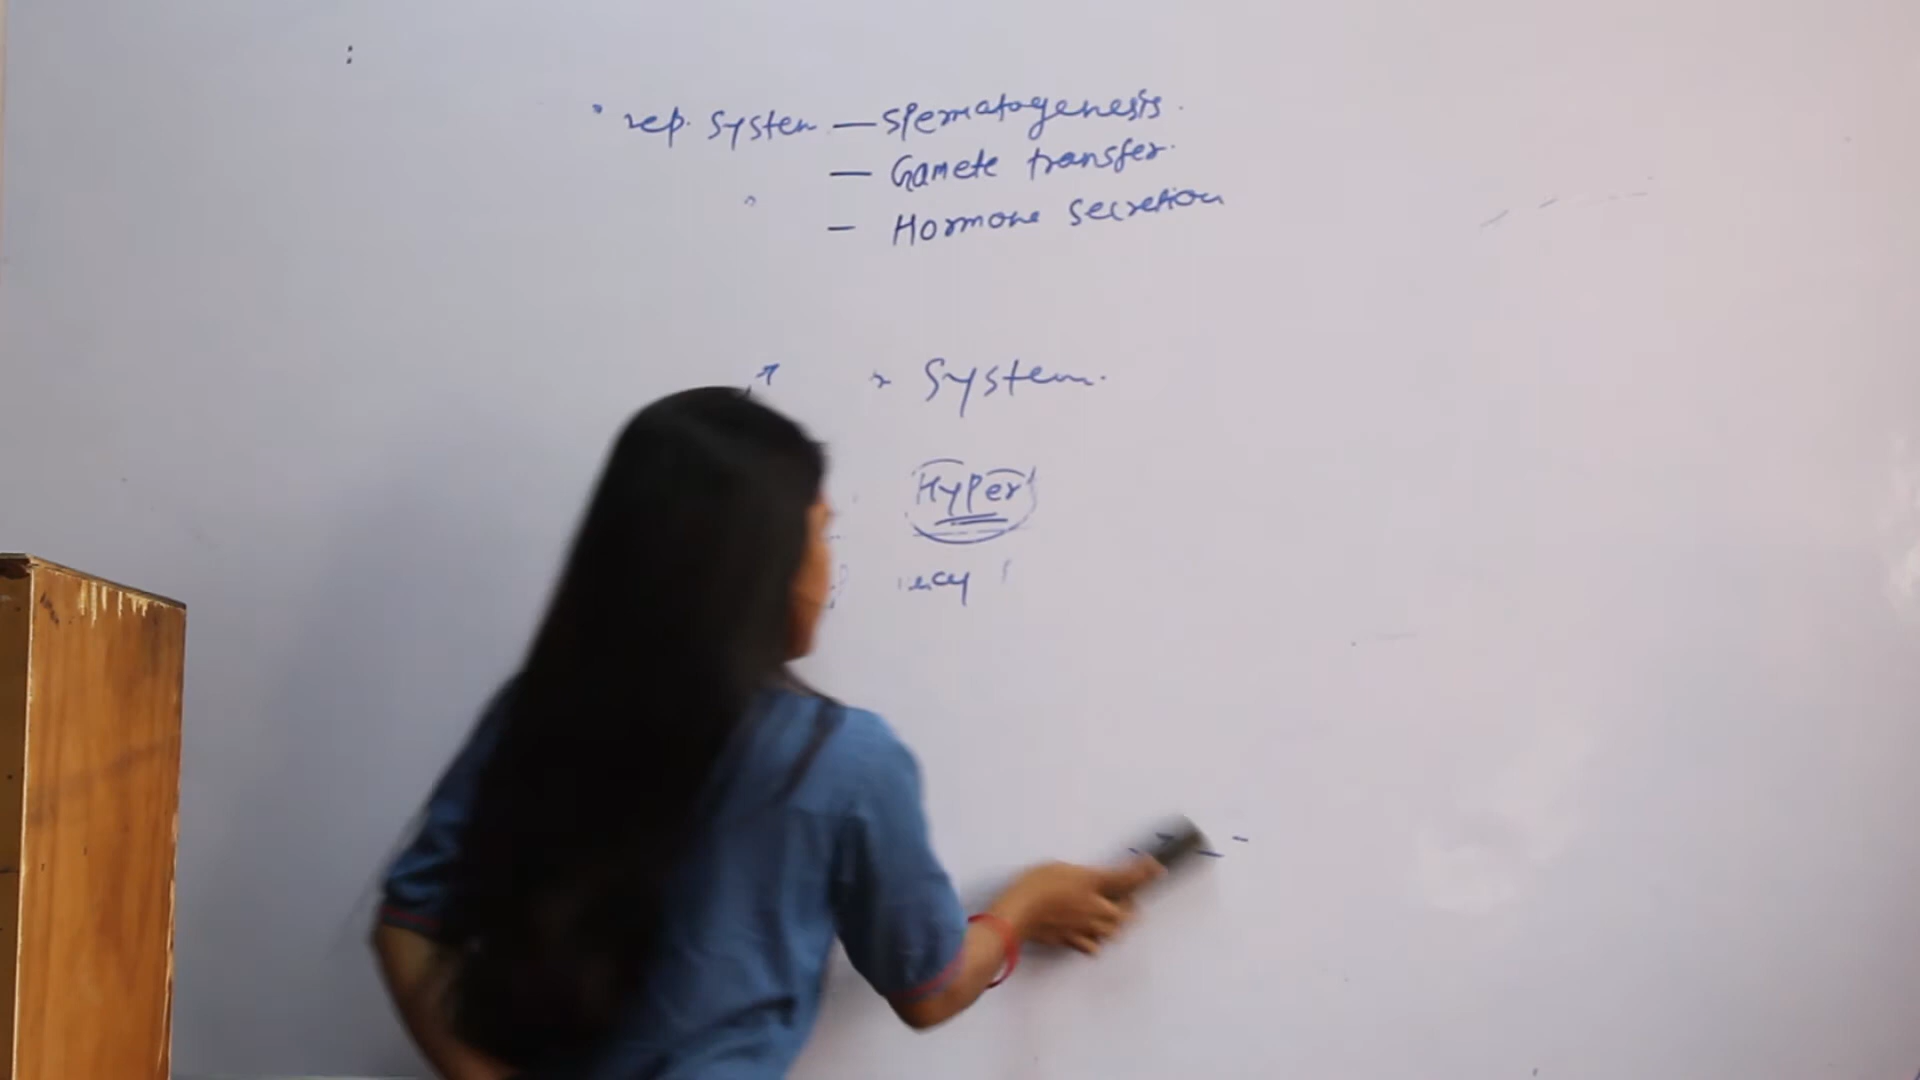 rep. System — Spermatogenesis.
— Gamete transfer.
— Hormone secretion
System.
Hyper